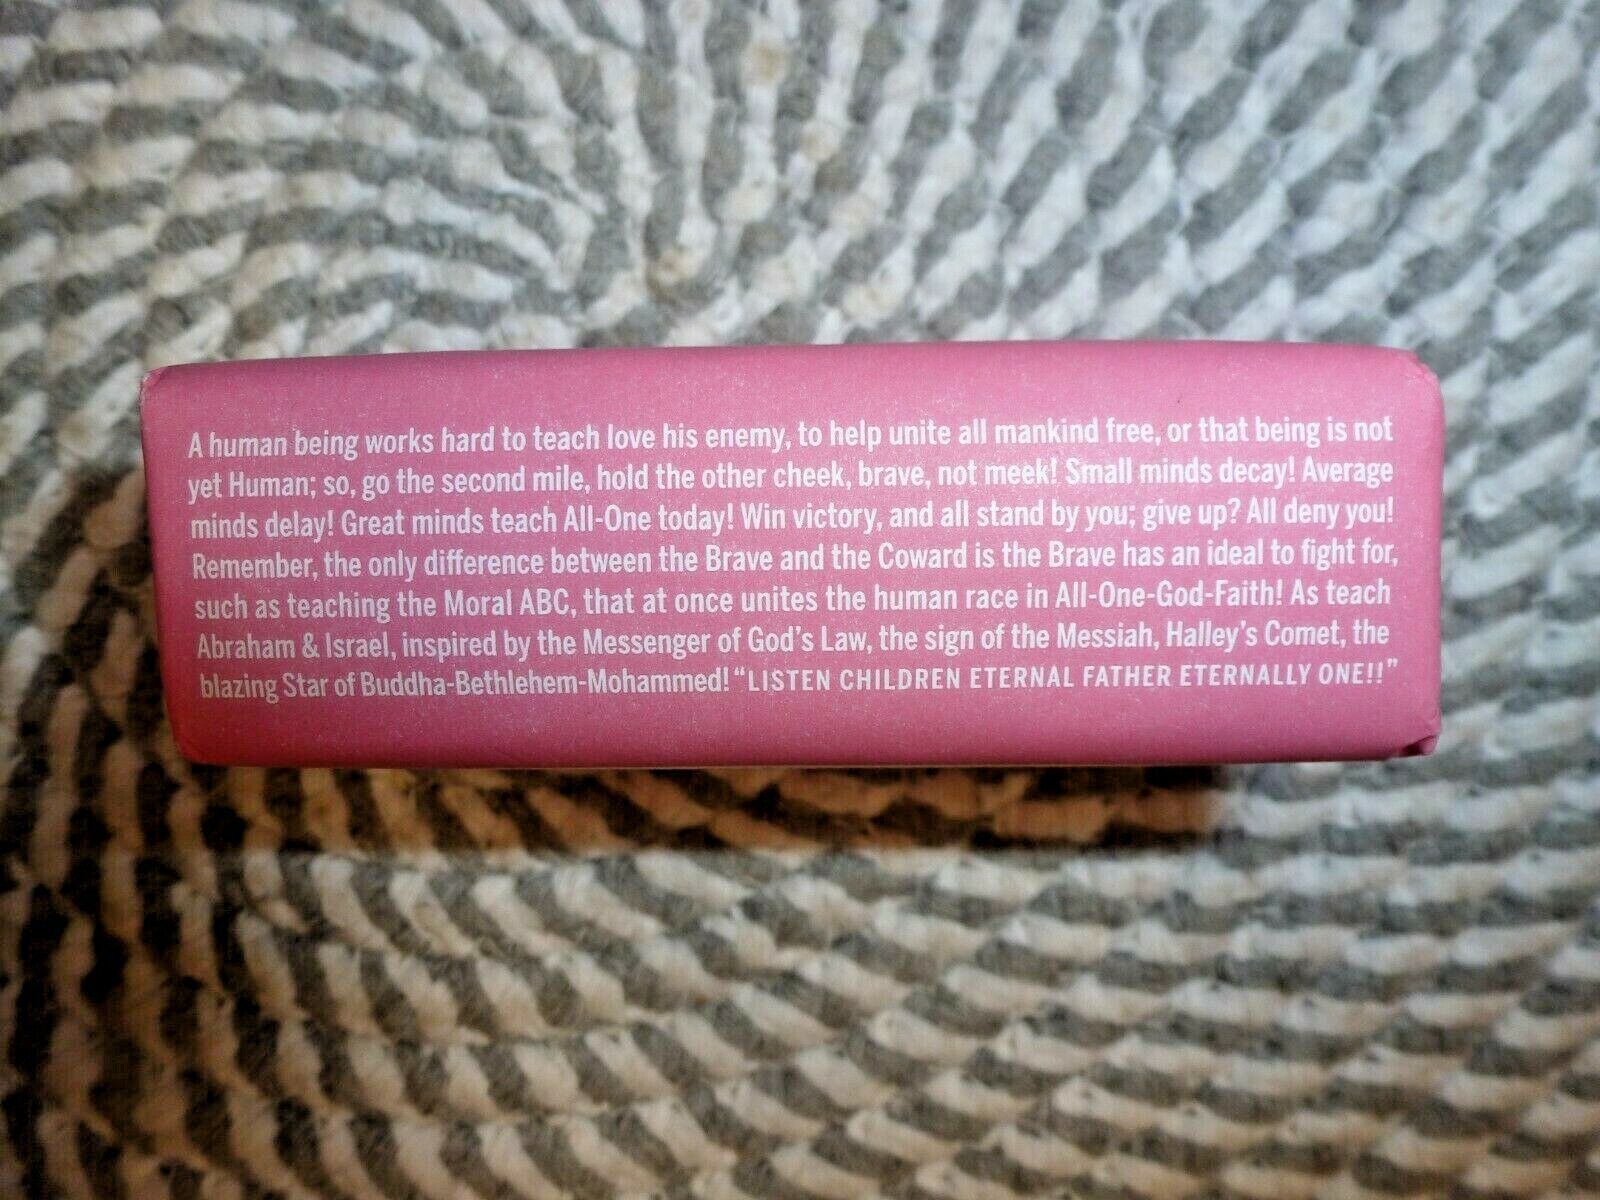 A human being works hard to teach love his enemy, to help unite all mankind free, or that being is not
yet Human; so, go the second mile, hold the other cheek, brave, not meek! Small minds decay! Average
minds delay! Great minds teach All-One today! Win victory, and all stand by you; give up? All deny you!
Remember, the only difference between the Brave and the Coward is the Brave has an ideal to fight for,
such as teaching the Moral ABC, that at once unites the human race in All-One-God-Faith! As teach
Abraham & Israel, inspired by the Messenger of God's Law, the sign of the Messiah, Halley's Comet, the
blazing Star of Buddha-Bethlehem-Mohammed! “LISTEN CHILDREN ETERNAL FATHER ETERNALLY ONE!!”